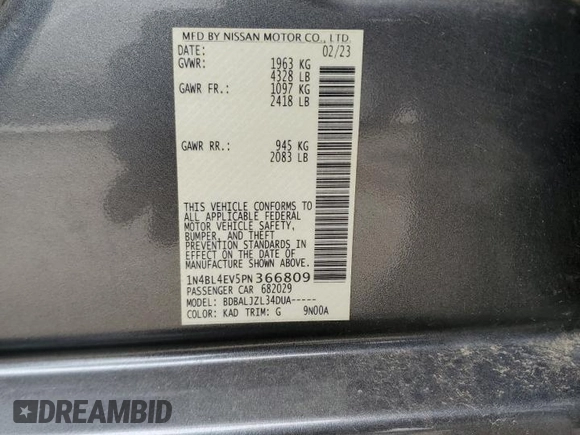 MFD BY NISSAN MOTOR CO., LTD.
DATE: 02/23
GVWR: 1963 KG
4328 LB
GAWR FR.: 1097 KG
2418 LB
GAWR RR.: 945 KG
2083 LB
THIS VEHICLE CONFORMS TO
ALL APPLICABLE FEDERAL
MOTOR VEHICLE SAFETY,
BUMPER, AND THEFT
PREVENTION STANDARDS IN
EFFECT ON THE DATE OF
MANUFACTURE SHOWN ABOVE.
1N4BL4EV5PN366809
PASSENGER CAR 682029
MODEL: BDBALJZL34DUA-----
COLOR: KAD TRIM: G 9N00A
DREAMBID